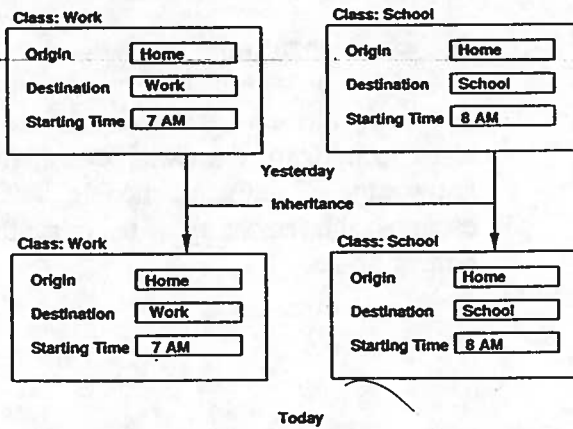 Class: Work
Origin Home
Destination Work
Starting Time 7 AM
Class: School
Origin Home
Destination School
Starting Time 8 AM
Yesterday
Inheritance
Class: Work
Origin Home
Destination Work
Starting Time 7 AM
Class: School
Origin Home
Destination School
Starting Time 8 AM
Today